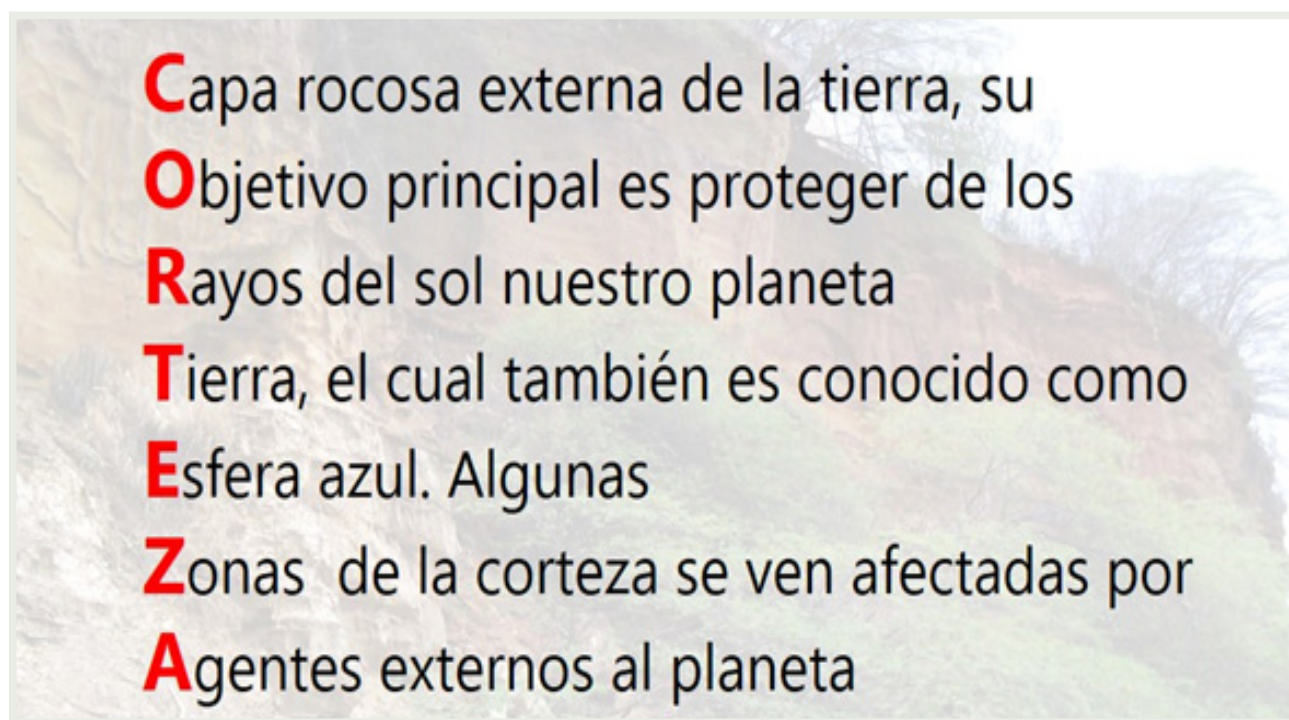 Capa rocosa externa de la tierra, su
Objetivo principal es proteger de los
Rayos del sol nuestro planeta
Tierra, el cual también es conocido como
Esfera azul. Algunas
Zonas  de la corteza se ven afectadas por
Agentes externos al planeta